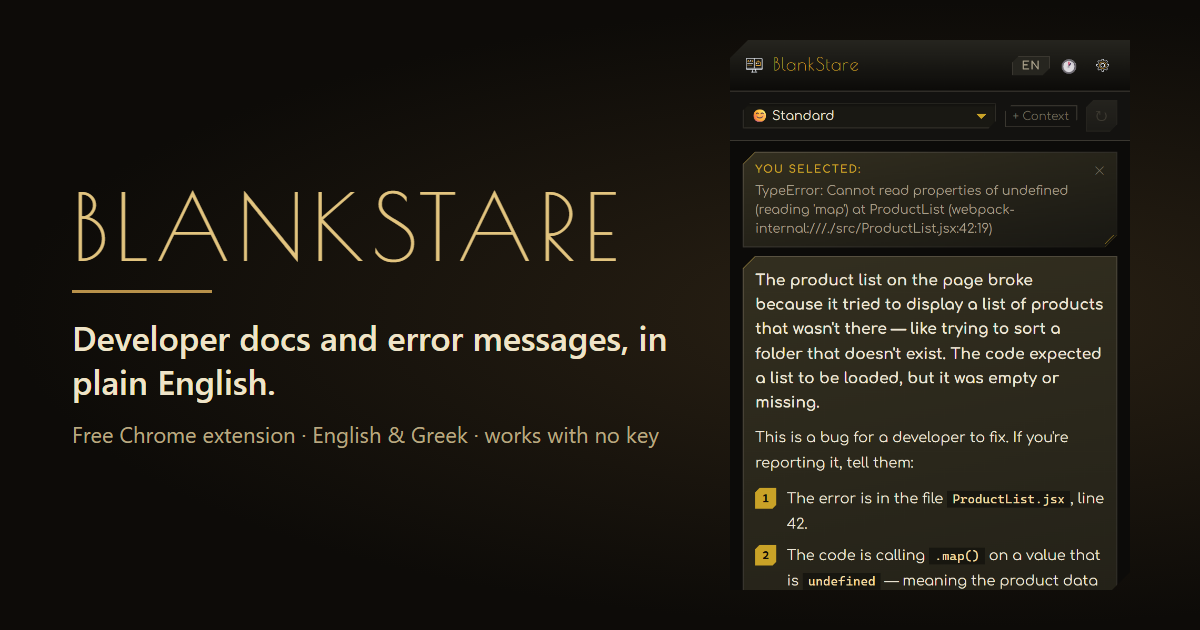 BLANKSTARE
Developer docs and error messages, in
plain English.
Free Chrome extension · English & Greek · works with no key
BlankStare
EN
😊 Standard
+ Context
↻
YOU SELECTED:
×
TypeError: Cannot read properties of undefined
(reading 'map') at ProductList (webpack-
internal:///./src/ProductList.jsx:42:19)
The product list on the page broke
because it tried to display a list of products
that wasn't there — like trying to sort a
folder that doesn't exist. The code expected
a list to be loaded, but it was empty or
missing.
This is a bug for a developer to fix. If you're
reporting it, tell them:
1 The error is in the file ProductList.jsx, line
42.
2 The code is calling .map() on a value that
is undefined — meaning the product data